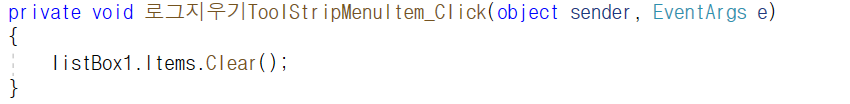 private void 로그지우기ToolStripMenuItem_Click(object sender, EventArgs e)
{
listBox1.Items.Clear();
}